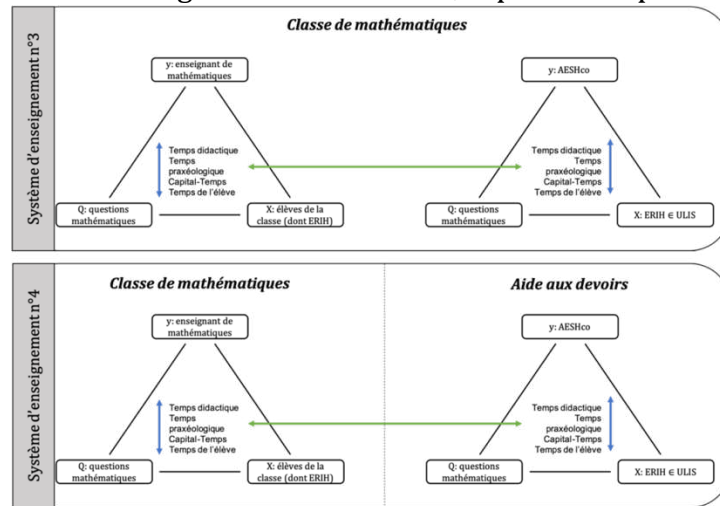 Classe de mathématiques
Système d'enseignement n°3
y: enseignant de
mathématiques
y: AESHco
Temps didactique
Temps
praxéologique
Capital-Temps
Temps de l'élève
Temps didactique
Temps
praxéologique
Capital-Temps
Temps de l'élève
Q: questions
mathématiques
X: élèves de la
classe (dont ERIH)
Q: questions
mathématiques
X: ERIH ∈ ULIS
Système d'enseignement n°4
Classe de mathématiques
Aide aux devoirs
y: enseignant de
mathématiques
y: AESHco
Temps didactique
Temps
praxéologique
Capital-Temps
Temps de l'élève
Temps didactique
Temps
praxéologique
Capital-Temps
Temps de l'élève
Q: questions
mathématiques
X: élèves de la
classe (dont ERIH)
Q: questions
mathématiques
X: ERIH ∈ ULIS